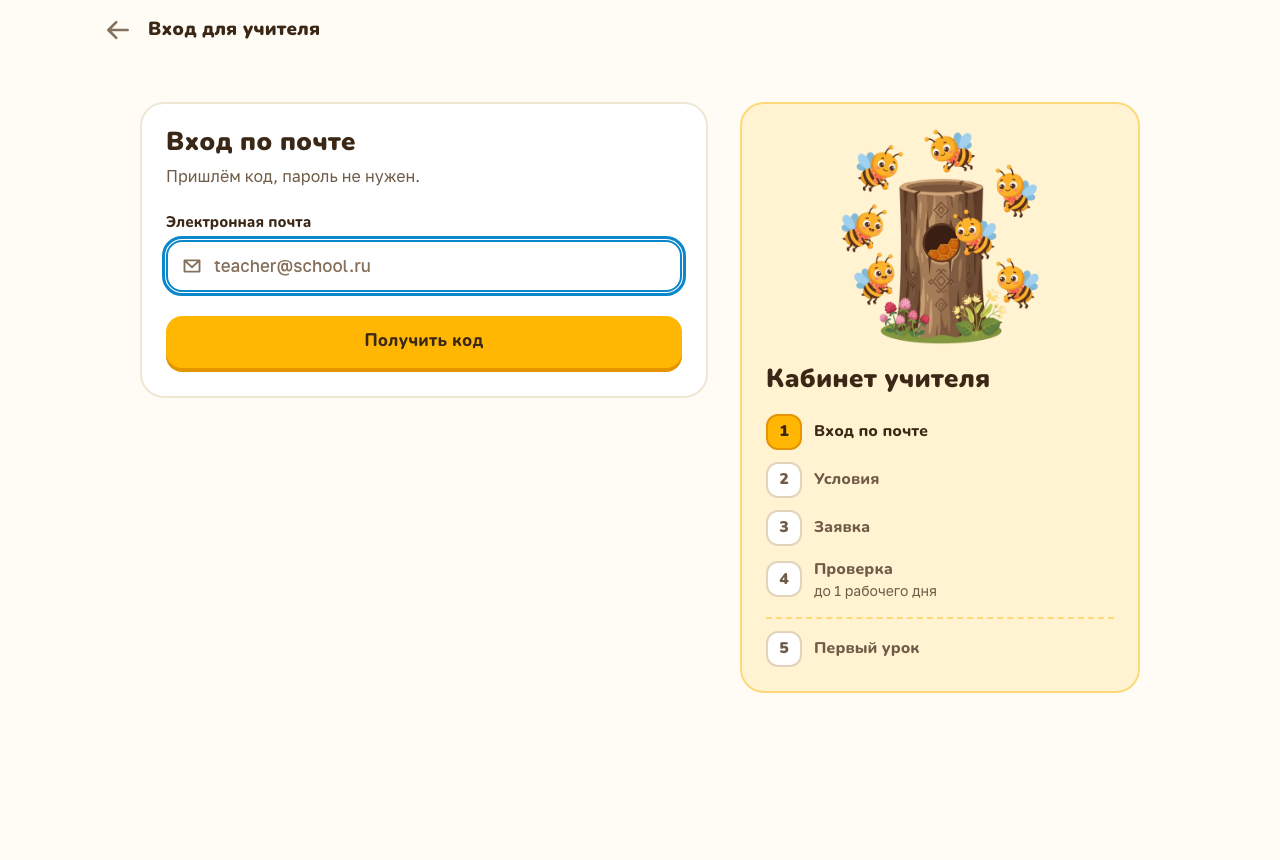 Вход для учителя
Вход по почте
Пришлём код, пароль не нужен.
Электронная почта
teacher@school.ru
Получить код
Кабинет учителя
1 Вход по почте
2 Условия
3 Заявка
4 Проверка
до 1 рабочего дня
5 Первый урок